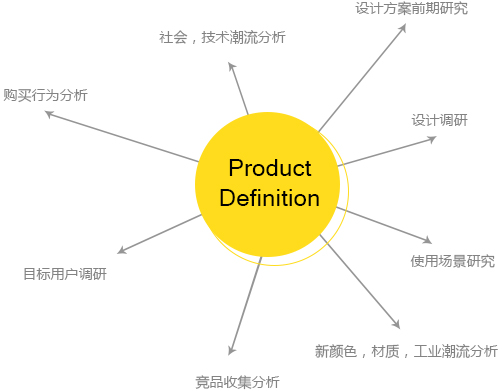 设计方案前期研究
社会，技术潮流分析
购买行为分析
设计调研
Product
Definition
使用场景研究
目标用户调研
新颜色，材质，工业潮流分析
竞品收集分析